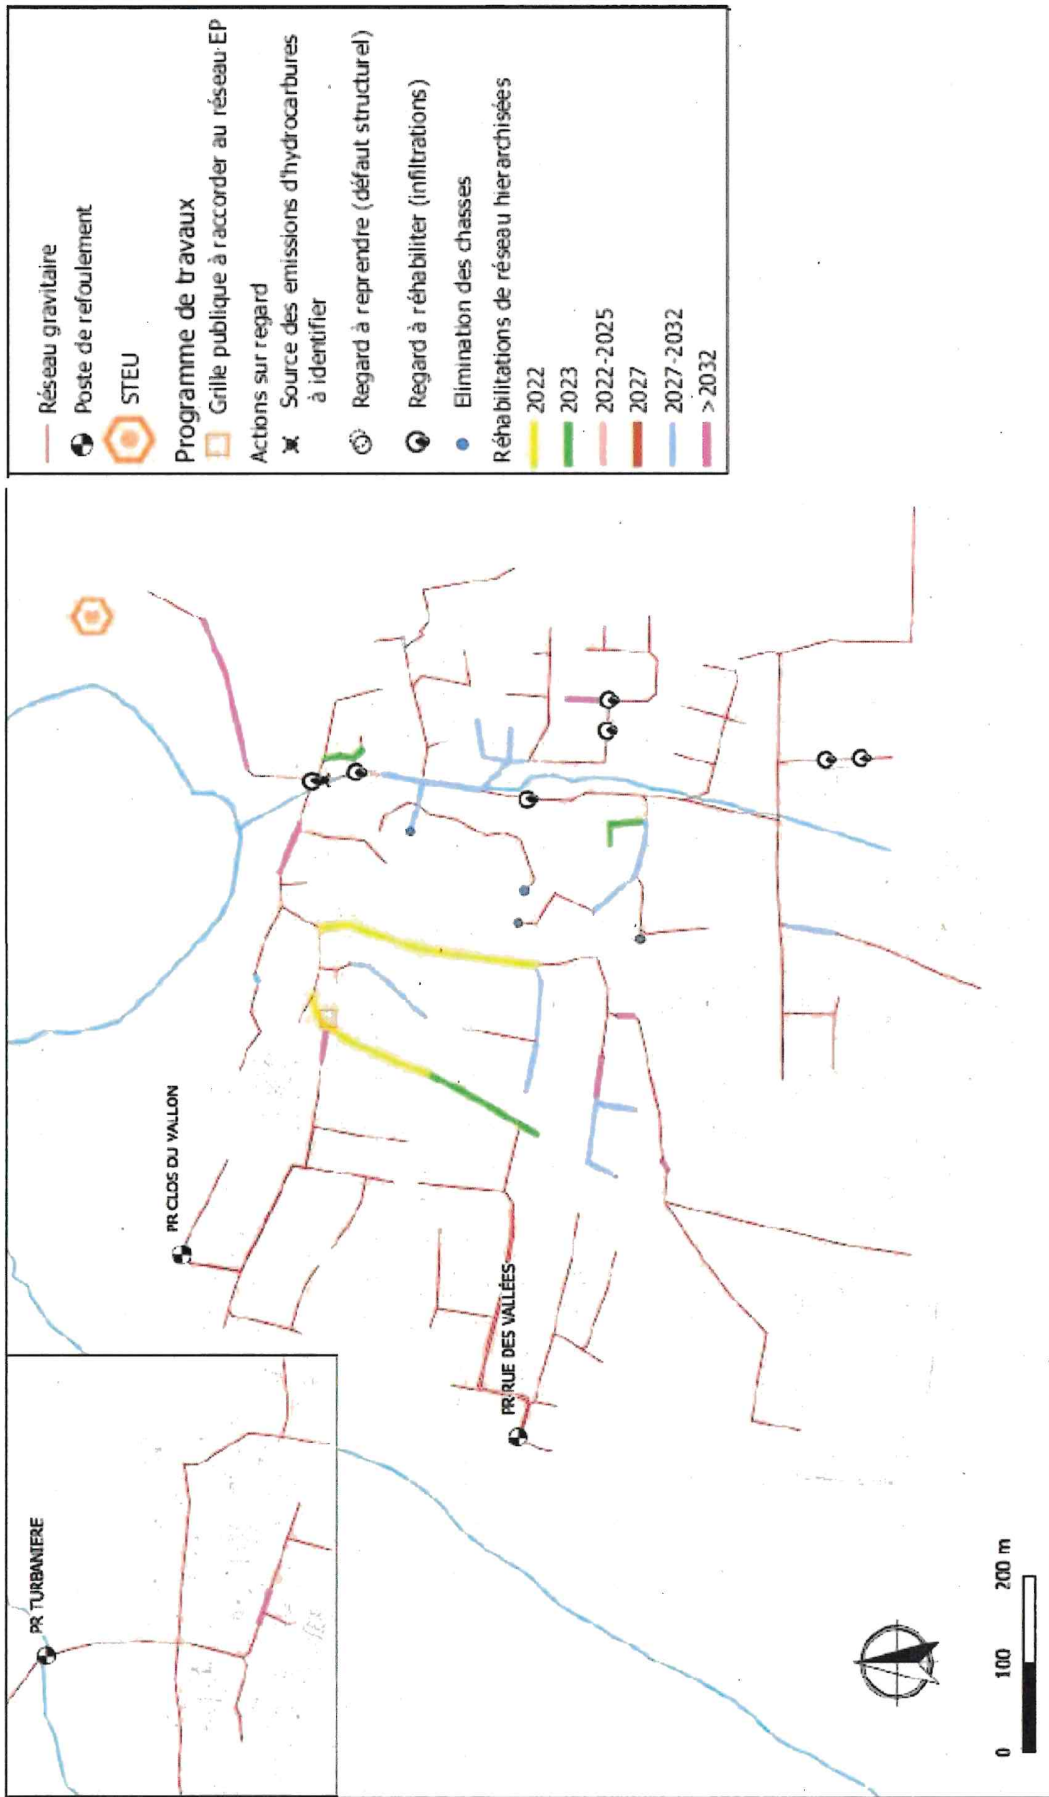 Réseau gravitaire
Poste de refoulement
STEU
Programme de travaux
Grille publique à raccorder au réseau EP
Actions sur regard
Source des emissions d'hydrocarbures
à identifier
Regard à reprendre (défaut structurel)
Regard à réhabiliter (infiltrations)
Elimination des chasses
Réhabilitations de réseau hierarchisées
2022
2023
2022-2025
2027
2027-2032
> 2032
PR TURBANIERE
PR CLOS DU VALLON
PR RUE DES VALLÉES
0 100 200 m